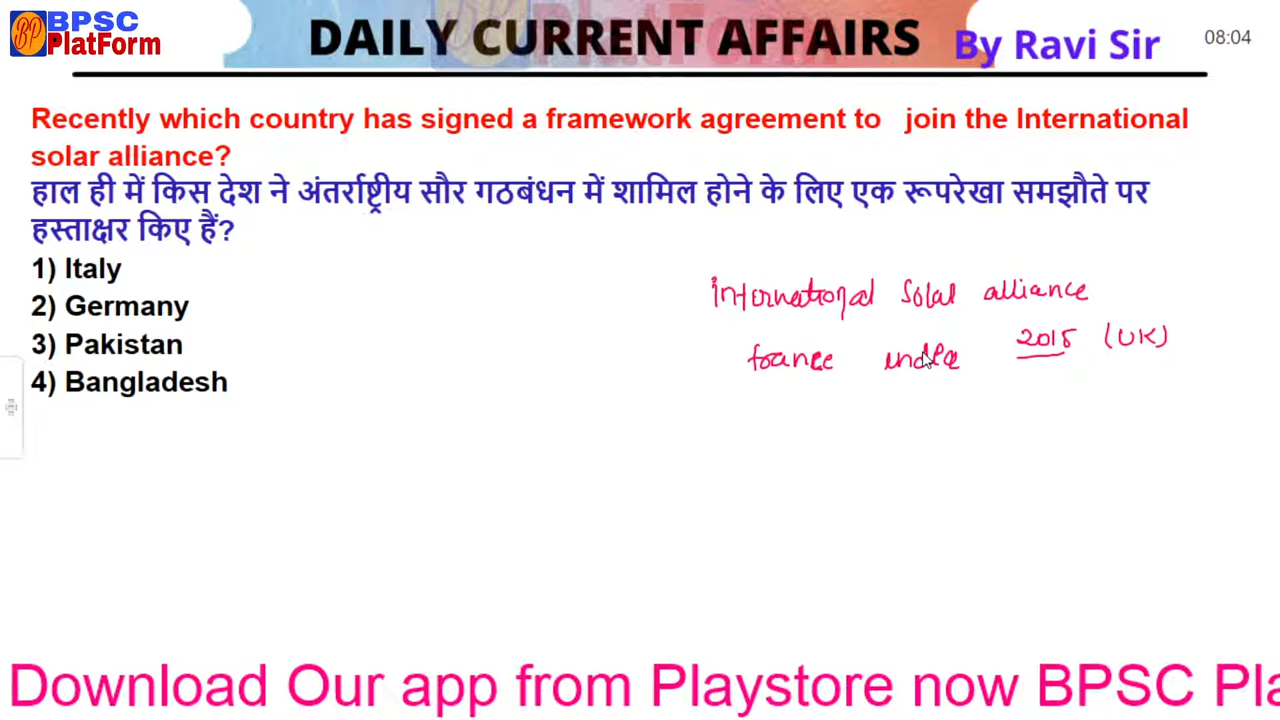 BPSC
PlatForm
DAILY CURRENT AFFAIRS
By Ravi Sir
08:04
Recently which country has signed a framework agreement to join the International
solar alliance?
हाल ही में किस देश ने अंतर्राष्ट्रीय सौर गठबंधन में शामिल होने के लिए एक रूपरेखा समझौते पर
हस्ताक्षर किए हैं?
1) Italy
2) Germany
3) Pakistan
4) Bangladesh
International Solar alliance
france india 2015 (UK)
Download Our app from Playstore now BPSC Pla